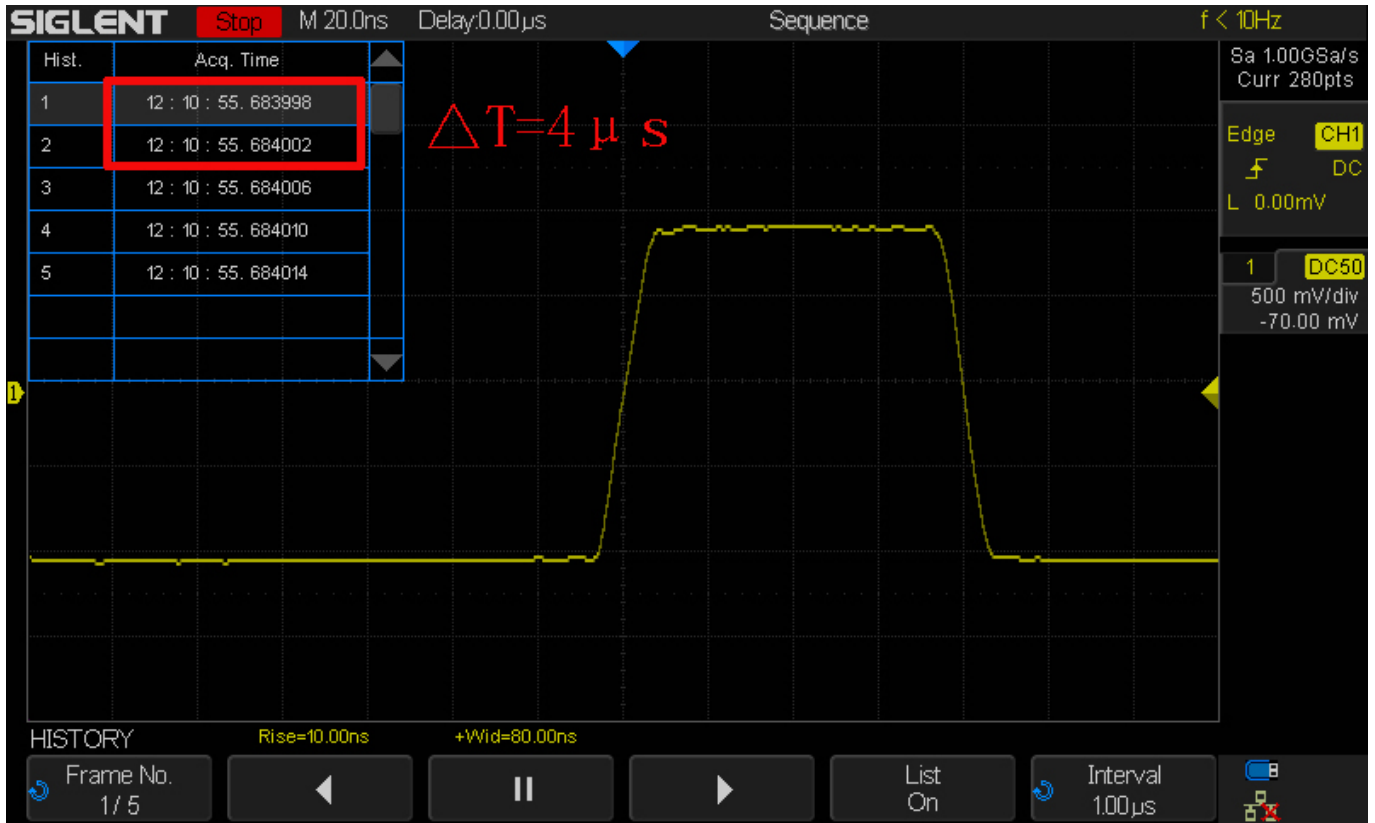 SIGLENT Stop M 20.0ns Delay:0.00µs Sequence f < 10Hz
Hist. Acq. Time
1 12 : 10 : 55. 683998
2 12 : 10 : 55. 684002
3 12 : 10 : 55. 684006
4 12 : 10 : 55. 684010
5 12 : 10 : 55. 684014
△T=4μs
Sa 1.00GSa/s
Curr 280pts
Edge CH1
DC
L 0.00mV
1 DC50
500 mV/div
-70.00 mV
1
HISTORY Rise=10.00ns +Wid=80.00ns
Frame No.
1/ 5
List
On
Interval
1.00µs